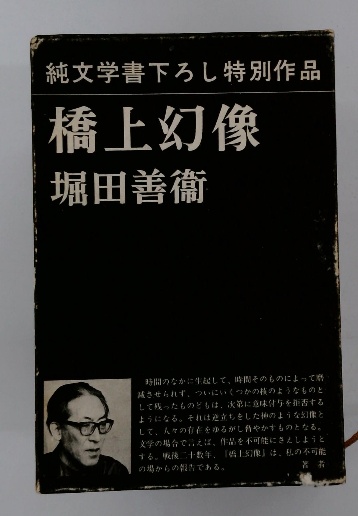 純文学書下ろし特別作品
橋上幻像
堀田善衞
時間のなかに生起して、時間そのものによって磨
滅させられず、ついにいくつかの核のようなものと
して残ったものどもは、次第に意味付与を拒否する
ようになる。それは逆立ちをした神のような幻像と
して、人々の存在をゆるがし脅やかすものとなる。
文学の場合で言えば、作品を不可能にさえしようと
する。戦後二十数年、『橋上幻像』は、私の不可能
の場からの報告である。
著者